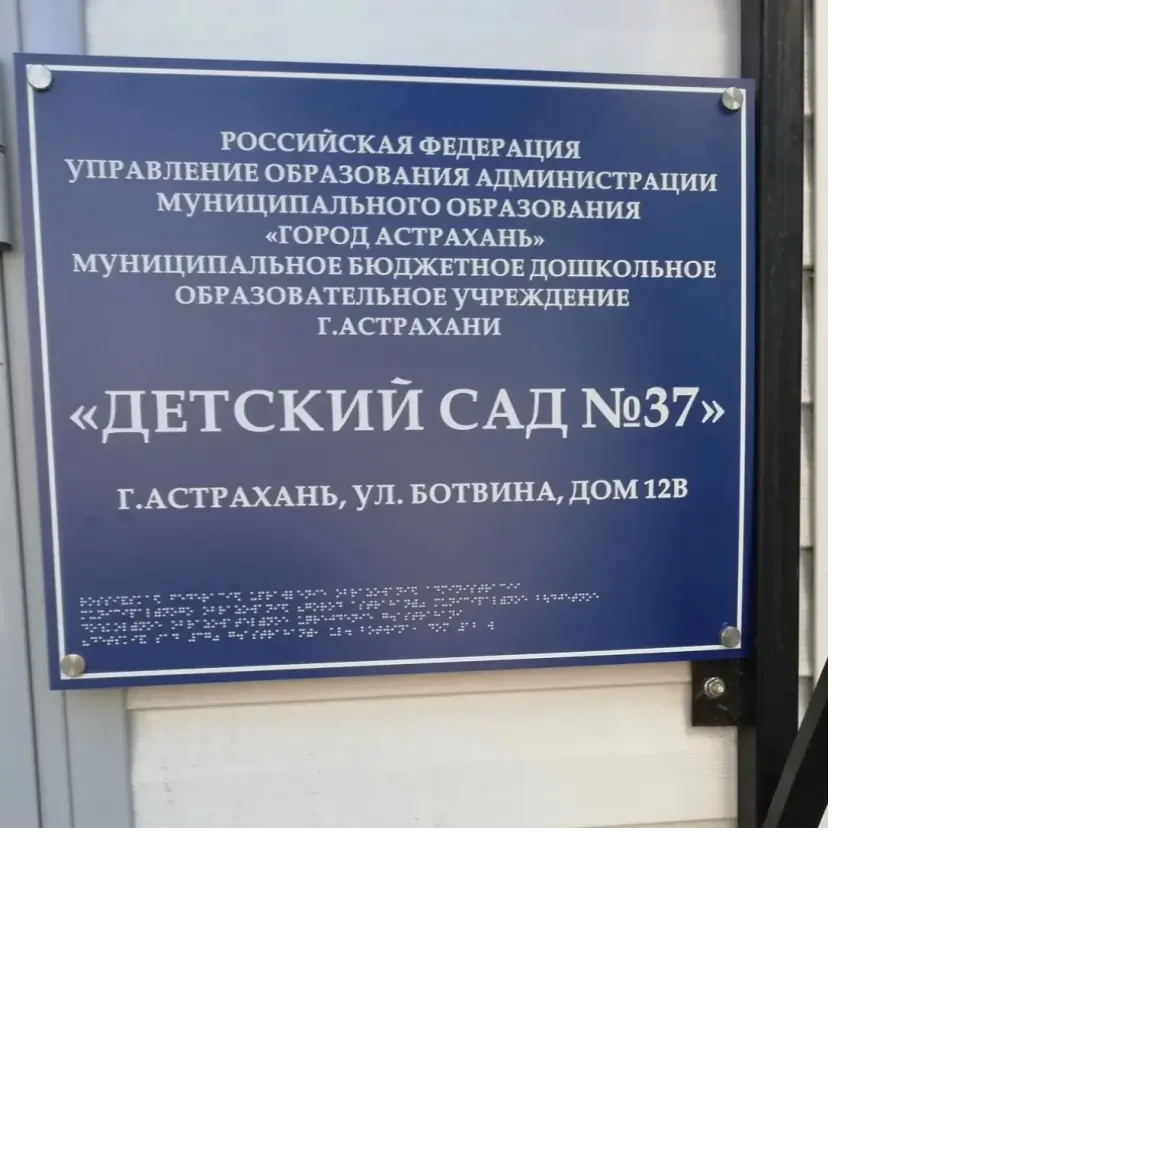 РОССИЙСКАЯ ФЕДЕРАЦИЯ
УПРАВЛЕНИЕ ОБРАЗОВАНИЯ АДМИНИСТРАЦИИ
МУНИЦИПАЛЬНОГО ОБРАЗОВАНИЯ
«ГОРОД АСТРАХАНЬ»
МУНИЦИПАЛЬНОЕ БЮДЖЕТНОЕ ДОШКОЛЬНОЕ
ОБРАЗОВАТЕЛЬНОЕ УЧРЕЖДЕНИЕ
Г.АСТРАХАНИ
«ДЕТСКИЙ САД №37»
Г.АСТРАХАНЬ, УЛ. БОТВИНА, ДОМ 12В